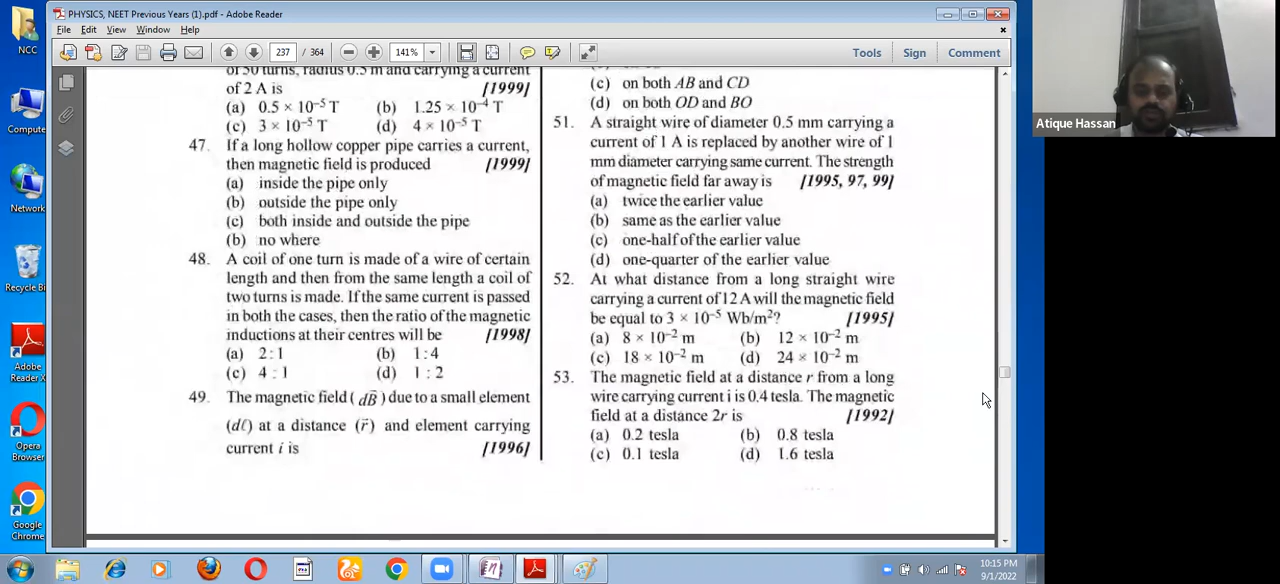 PHYSICS, NEET Previous Years (1).pdf - Adobe Reader
File Edit View Window Help
237 / 364 141% Tools Sign Comment
NCC
Compute
Network
Recycle Bi
Adobe
Reader X
Opera
Browser
Google
Chrome
of 50 turns, radius 0.5 m and carrying a current
of 2 A is [1999]
(a) 0.5 × 10⁻⁵ T (b) 1.25 × 10⁻⁴ T
(c) 3 × 10⁻⁵ T (d) 4 × 10⁻⁵ T
47. If a long hollow copper pipe carries a current,
then magnetic field is produced [1999]
(a) inside the pipe only
(b) outside the pipe only
(c) both inside and outside the pipe
(b) no where
48. A coil of one turn is made of a wire of certain
length and then from the same length a coil of
two turns is made. If the same current is passed
in both the cases, then the ratio of the magnetic
inductions at their centres will be [1998]
(a) 2 : 1 (b) 1 : 4
(c) 4 : 1 (d) 1 : 2
49. The magnetic field ( dB⃗ ) due to a small element
(dℓ) at a distance (r⃗) and element carrying
current i is [1996]
(c) on both AB and CD
(d) on both OD and BO
51. A straight wire of diameter 0.5 mm carrying a
current of 1 A is replaced by another wire of 1
mm diameter carrying same current. The strength
of magnetic field far away is [1995, 97, 99]
(a) twice the earlier value
(b) same as the earlier value
(c) one-half of the earlier value
(d) one-quarter of the earlier value
52. At what distance from a long straight wire
carrying a current of 12 A will the magnetic field
be equal to 3 × 10⁻⁵ Wb/m²? [1995]
(a) 8 × 10⁻² m (b) 12 × 10⁻² m
(c) 18 × 10⁻² m (d) 24 × 10⁻² m
53. The magnetic field at a distance r from a long
wire carrying current i is 0.4 tesla. The magnetic
field at a distance 2r is [1992]
(a) 0.2 tesla (b) 0.8 tesla
(c) 0.1 tesla (d) 1.6 tesla
Atique Hassan
10:15 PM
9/1/2022